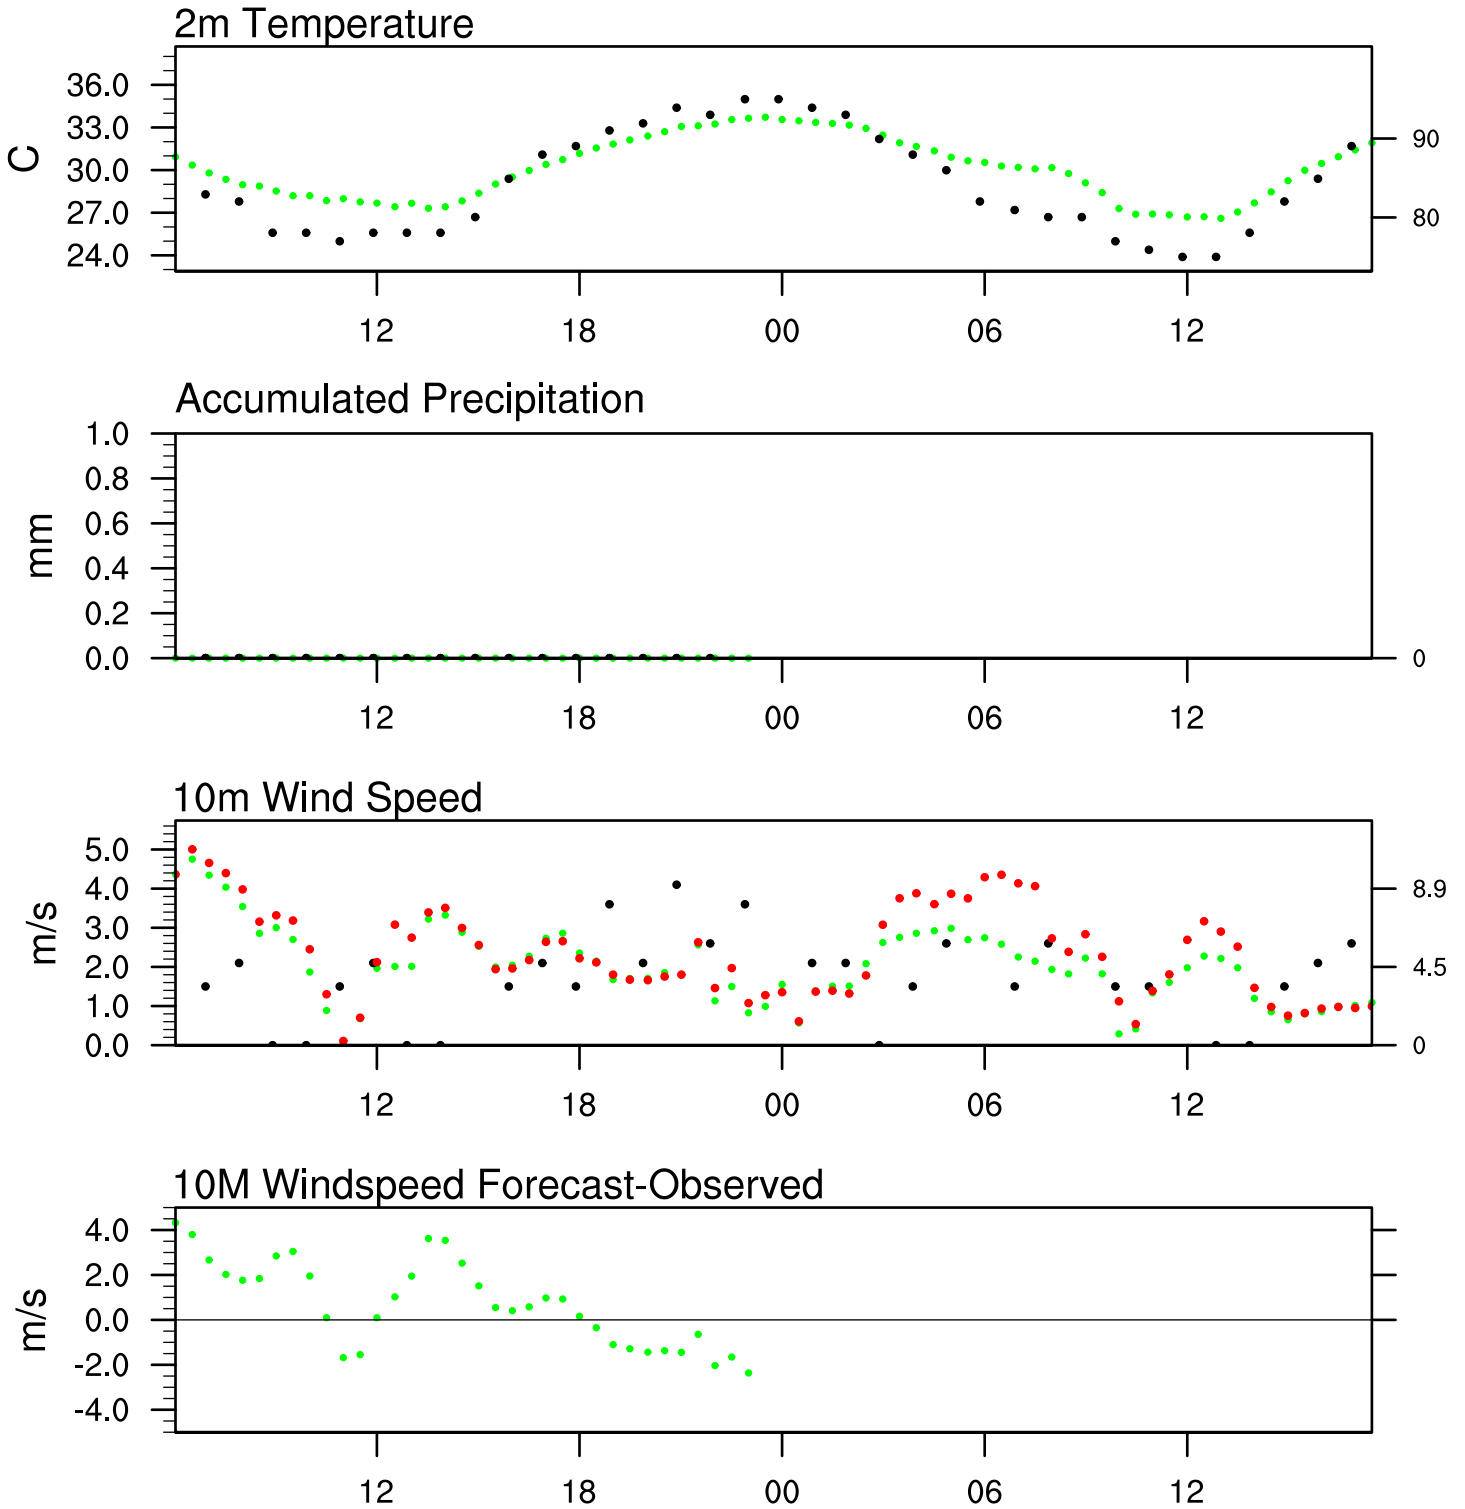 2m Temperature
36.0
33.0
30.0
27.0
24.0
C
90
80
12 18 00 06 12
Accumulated Precipitation
1.0
0.8
0.6
0.4
0.2
0.0
mm
0
12 18 00 06 12
10m Wind Speed
5.0
4.0
3.0
2.0
1.0
0.0
m/s
8.9
4.5
0
12 18 00 06 12
10M Windspeed Forecast-Observed
4.0
2.0
0.0
-2.0
-4.0
m/s
12 18 00 06 12